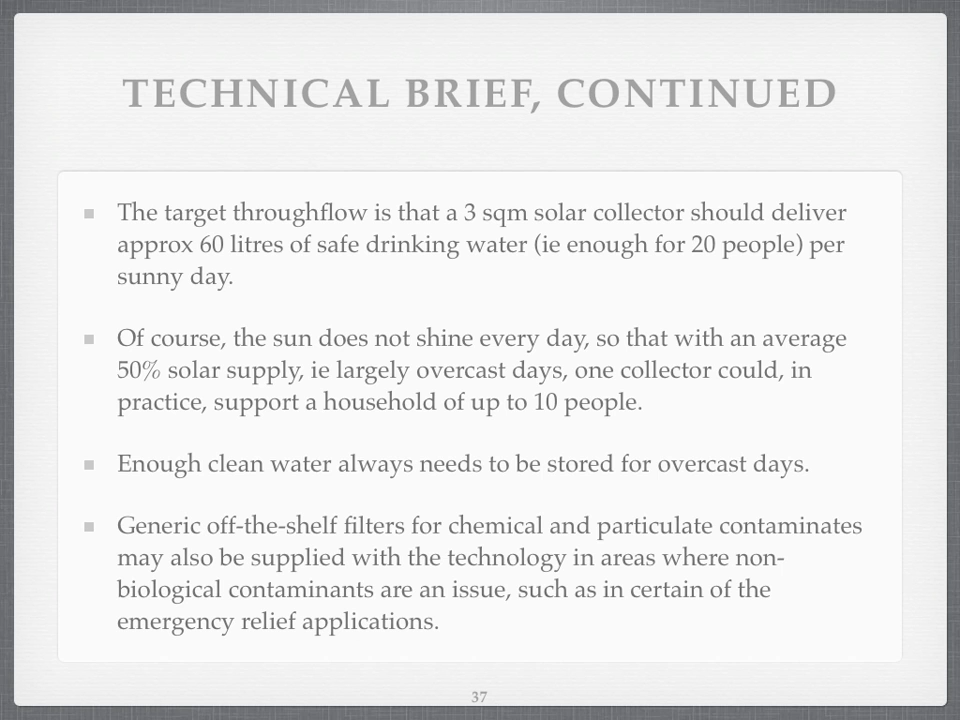 TECHNICAL BRIEF, CONTINUED
The target throughflow is that a 3 sqm solar collector should deliver
approx 60 litres of safe drinking water (ie enough for 20 people) per
sunny day.
Of course, the sun does not shine every day, so that with an average
50% solar supply, ie largely overcast days, one collector could, in
practice, support a household of up to 10 people.
Enough clean water always needs to be stored for overcast days.
Generic off-the-shelf filters for chemical and particulate contaminates
may also be supplied with the technology in areas where non-
biological contaminants are an issue, such as in certain of the
emergency relief applications.
37